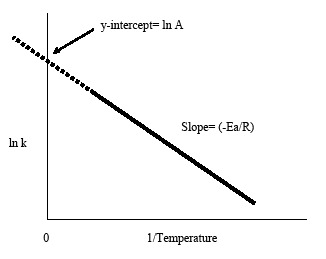 y-intercept= ln A
Slope= (-Ea/R)
ln k
0
1/Temperature